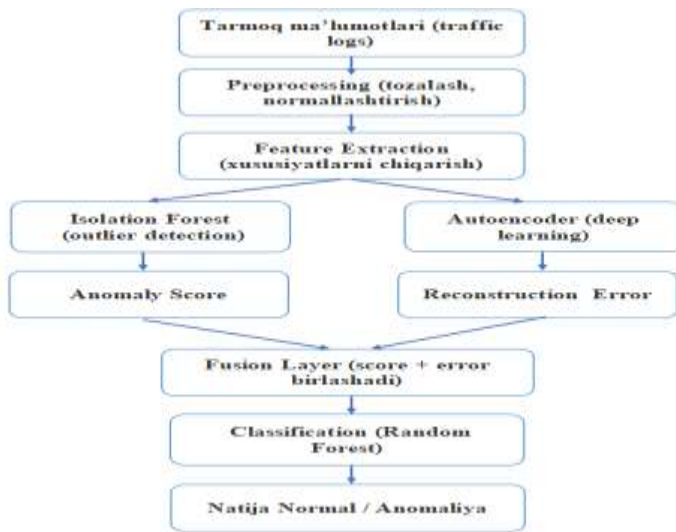 Tarmoq ma'lumotlari (traffic
logs)
Preprocessing (tozalash,
normallashtirish)
Feature Extraction
(xususiyatlarni chiqarish)
Isolation Forest
(outlier detection)
Autoencoder (deep
learning)
Anomaly Score
Reconstruction Error
Fusion Layer (score + error
birlashadi)
Classification (Random
Forest)
Natija Normal / Anomaliya